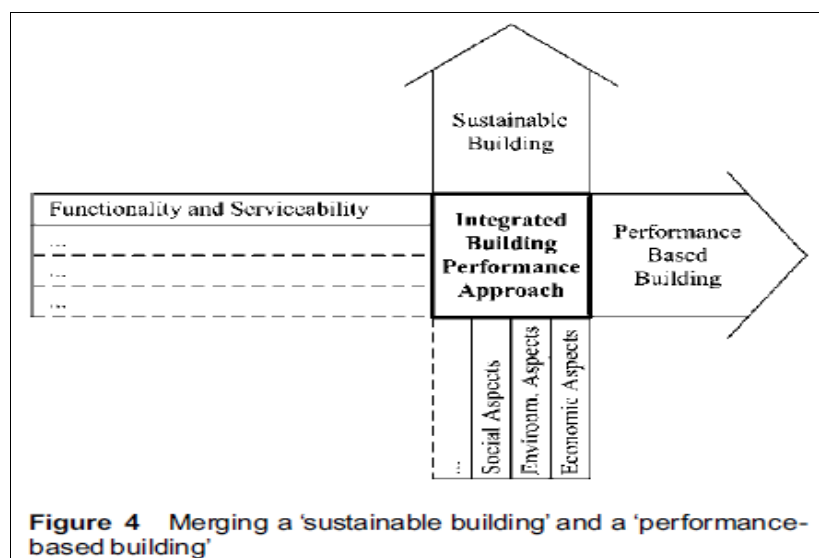 Sustainable
Building
Functionality and Serviceability
...
...
...
Integrated
Building
Performance
Approach
Performance
Based
Building
...
Social Aspects
Environm. Aspects
Economic Aspects
Figure 4 Merging a ‘sustainable building’ and a ‘performance-
based building’